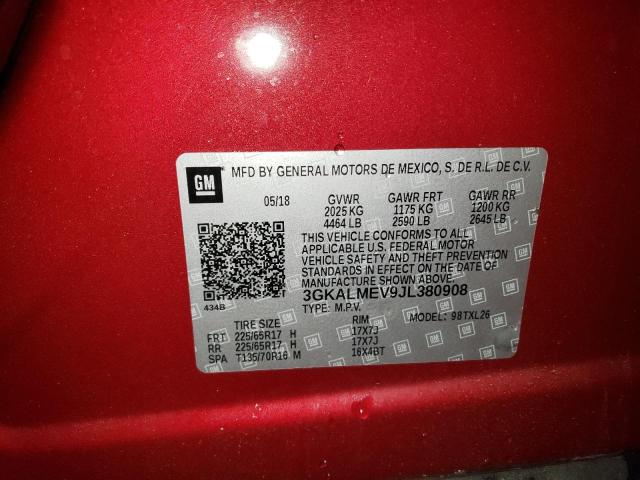 GM
MFD BY GENERAL MOTORS DE MEXICO, S. DE R.L. DE C.V.
05/18 GVWR GAWR FRT GAWR RR
2025 KG 1175 KG 1200 KG
4464 LB 2590 LB 2645 LB
THIS VEHICLE CONFORMS TO ALL
APPLICABLE U.S. FEDERAL MOTOR
VEHICLE SAFETY AND THEFT PREVENTION
STANDARDS IN EFFECT ON THE DATE OF
MANUFACTURE SHOWN ABOVE.
434B 3GKALMEV9JL380908
TYPE: M.P.V. MODEL: 98TXL26
TIRE SIZE RIM
FRT 225/65R17 H 17X7J
RR 225/65R17 H 17X7J
SPA T135/70R16 M 16X4BT